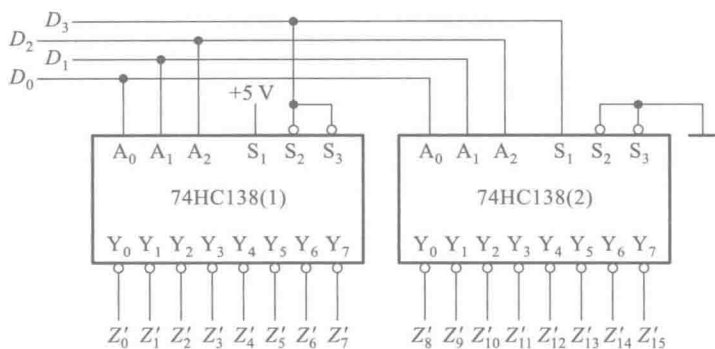 D₃
D₂
D₁
D₀
+5 V
A₀ A₁ A₂ S₁ S₂ S₃
74HC138(1)
Y₀ Y₁ Y₂ Y₃ Y₄ Y₅ Y₆ Y₇
Z′₀ Z′₁ Z′₂ Z′₃ Z′₄ Z′₅ Z′₆ Z′₇
A₀ A₁ A₂ S₁ S₂ S₃
74HC138(2)
Y₀ Y₁ Y₂ Y₃ Y₄ Y₅ Y₆ Y₇
Z′₈ Z′₉ Z′₁₀ Z′₁₁ Z′₁₂ Z′₁₃ Z′₁₄ Z′₁₅